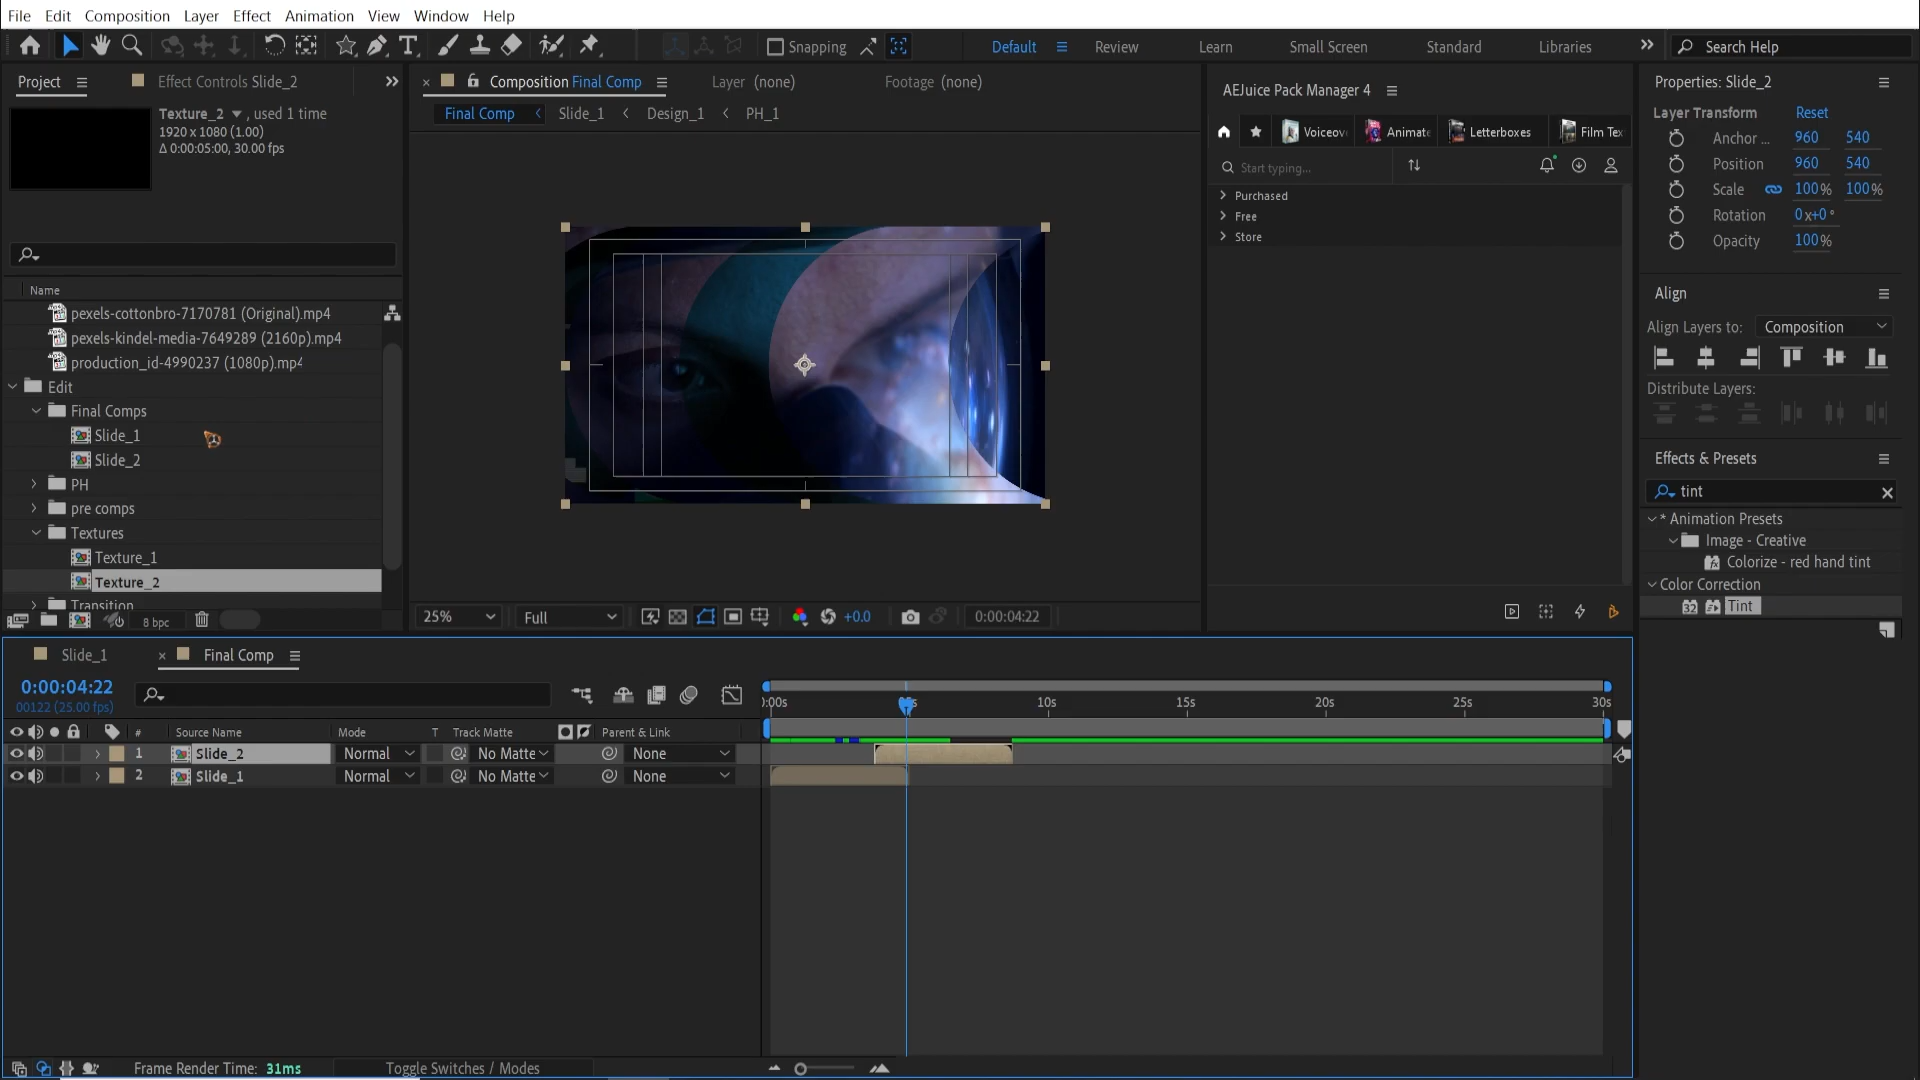 File Edit Composition Layer Effect Animation View Window Help
Snapping
Default Review Learn Small Screen Standard Libraries Search Help
Project Effect Controls Slide_2
Texture_2 , used 1 time
1920 x 1080 (1.00)
Δ 0:00:05:00, 30.00 fps
Name
pexels-cottonbro-7170781 (Original).mp4
pexels-kindel-media-7649289 (2160p).mp4
production_id-4990237 (1080p).mp4
Edit
Final Comps
Slide_1
Slide_2
PH
pre comps
Textures
Texture_1
Texture_2
Transition
8 bpc
Composition Final Comp Layer (none) Footage (none)
Final Comp Slide_1 Design_1 PH_1
25% Full +0.0 0:00:04:22
AEJuice Pack Manager 4
Voiceov Animate Letterboxes Film Tex
Start typing...
Purchased
Free
Store
Properties: Slide_2
Layer Transform Reset
Anchor ... 960 540
Position 960 540
Scale 100% 100%
Rotation 0x+0°
Opacity 100%
Align
Align Layers to: Composition
Distribute Layers:
Effects & Presets
tint
* Animation Presets
Image - Creative
Colorize - red hand tint
Color Correction
32 Tint
Slide_1 Final Comp
0:00:04:22
00122 (25.00 fps)
# Source Name Mode T Track Matte Parent & Link
1 Slide_2 Normal No Matte None
2 Slide_1 Normal No Matte None
):00s 10s 15s 20s 25s 30s
Frame Render Time: 31ms Toggle Switches / Modes